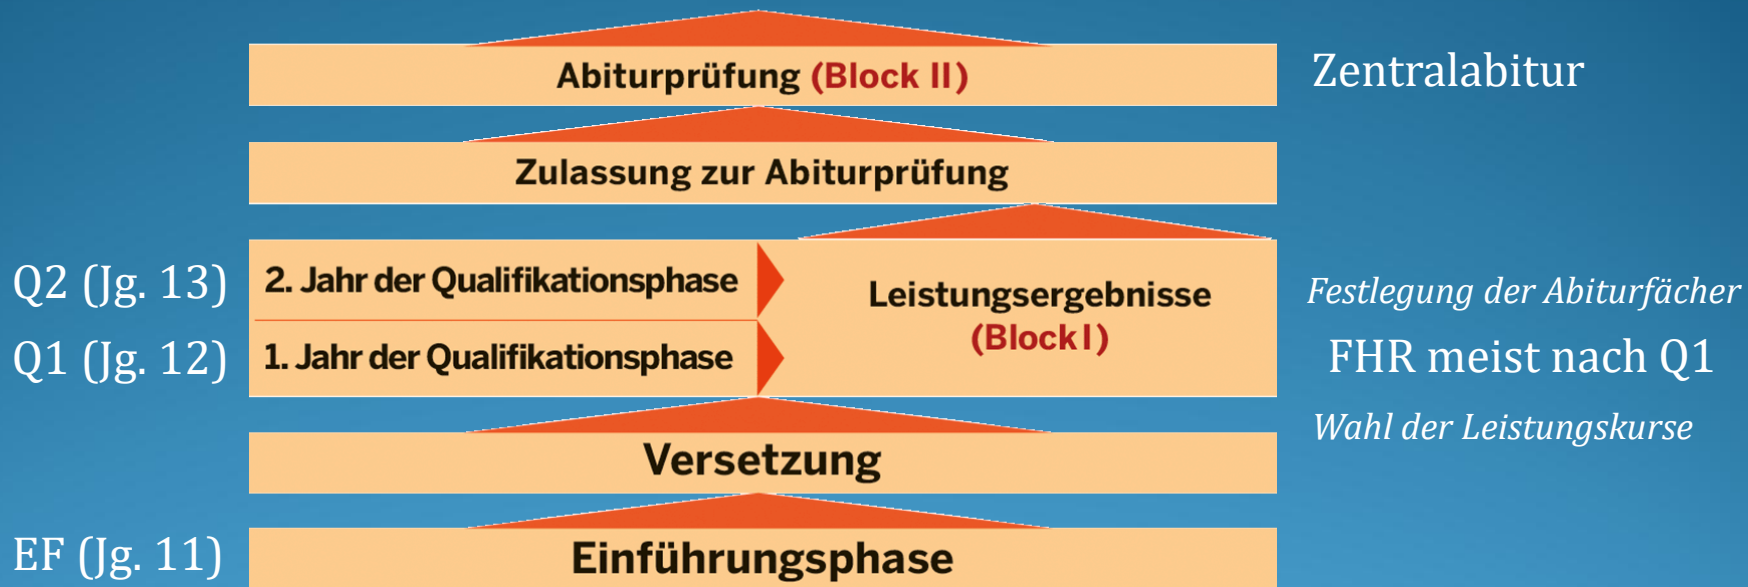 Abiturprüfung (Block II)
Zentralabitur
Zulassung zur Abiturprüfung
Q2 (Jg. 13)
2. Jahr der Qualifikationsphase
Q1 (Jg. 12)
1. Jahr der Qualifikationsphase
Leistungsergebnisse
(Block I)
Festlegung der Abiturfächer
FHR meist nach Q1
Wahl der Leistungskurse
Versetzung
EF (Jg. 11)
Einführungsphase